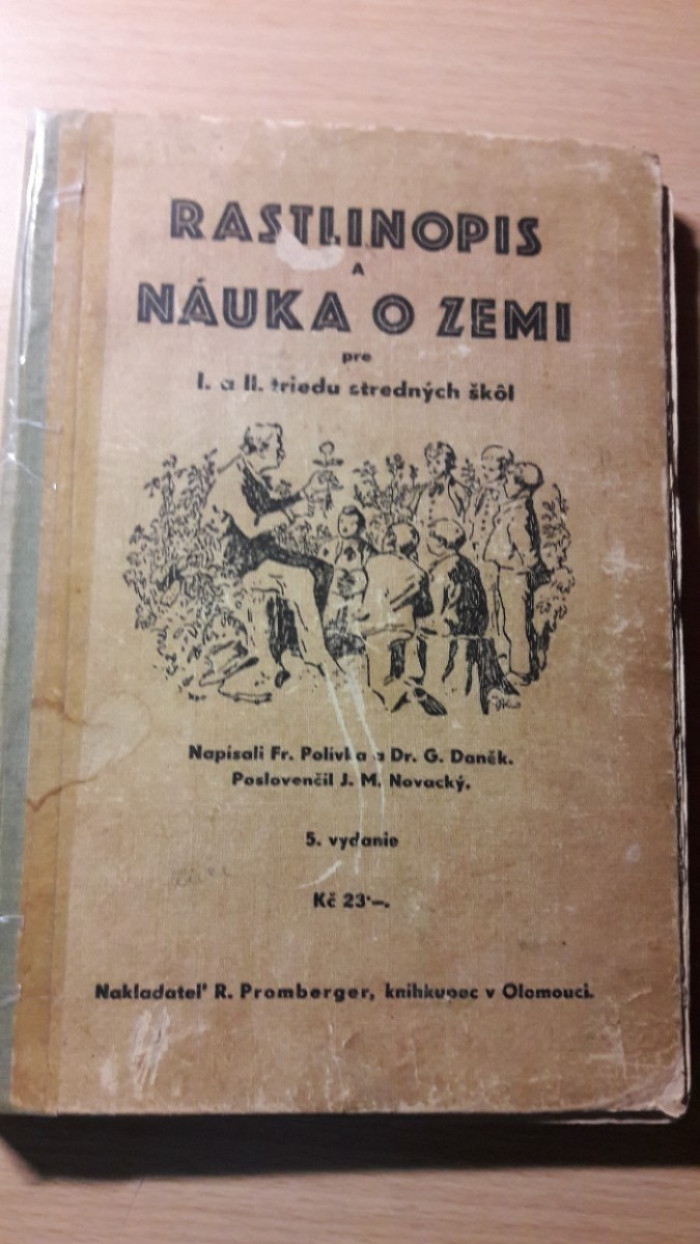 RASTLINOPIS
A
NÁUKA O ZEMI
pre
I. a II. triedu stredných škôl
Napísali Fr. Polívka a Dr. G. Daněk.
Poslovenčil J. M. Novacký.
5. vydanie
Kč 23·–.
Nakladateľ R. Promberger, kníhkupec v Olomouci.